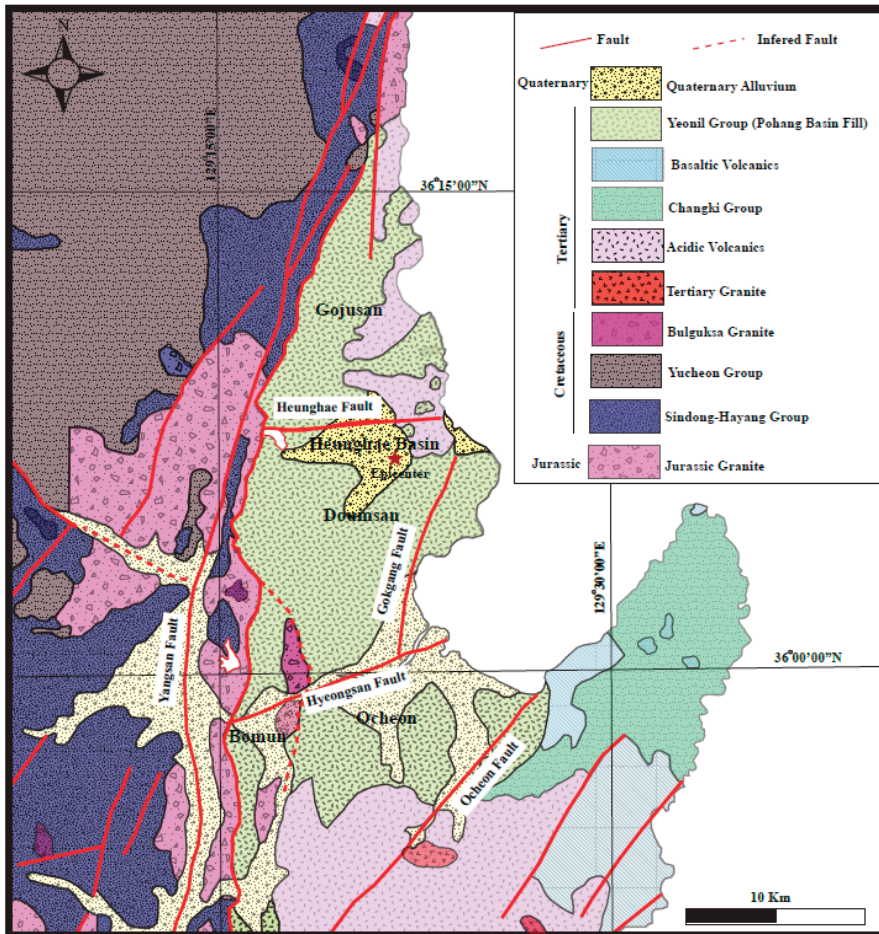 N
Fault
Infered Fault
Quaternary
Quaternary Alluvium
Yeonil Group (Pohang Basin Fill)
Basaltic Volcanics
Changki Group
Tertiary
Acidic Volcanics
Tertiary Granite
Bulguksa Granite
Cretaceous
Yucheon Group
Sindong-Hayang Group
Jurassic
Jurassic Granite
129°15'00"E
36°15'00"N
Gojusan
Heunghae Fault
Heunghae Basin
Epicenter
Doumsan
Gokgang Fault
129°30'00"E
36°00'00"N
Yangsan Fault
Hyeongsan Fault
Bomun
Ocheon
Ocheon Fault
10 Km